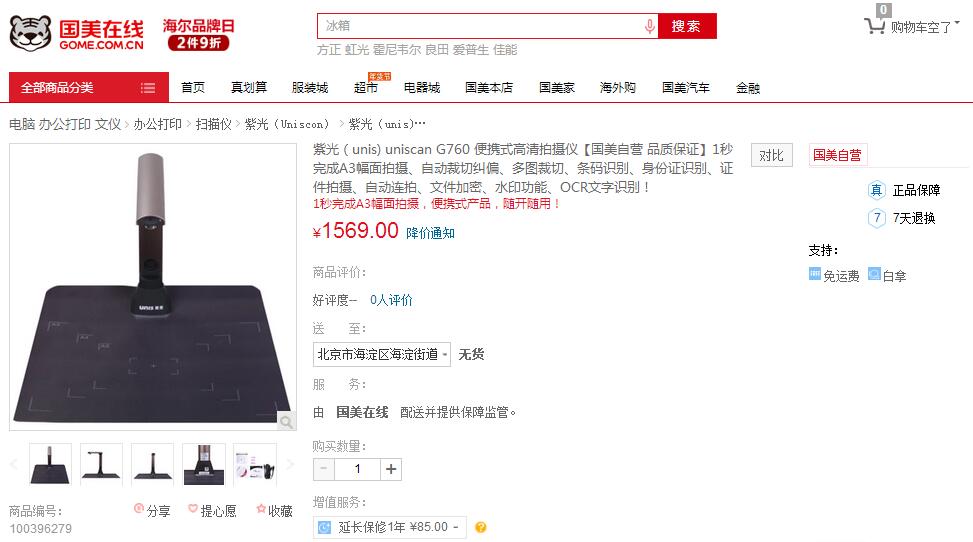 国美在线
GOME.COM.CN
海尔品牌日
2件9折
冰箱
搜索
0
购物车空了
方正 虹光 霍尼韦尔 良田 爱普生 佳能
全部商品分类
首页 真划算 服装城 超市 年货节 电器城 国美本店 国美家 海外购 国美汽车 金融
电脑 办公打印 文仪 > 办公打印 > 扫描仪 > 紫光（Uniscon） > 紫光（unis)…
紫光（unis) uniscan G760 便携式高清拍摄仪【国美自营 品质保证】1秒
完成A3幅面拍摄、自动裁切纠偏、多图裁切、条码识别、身份证识别、证
件拍摄、自动连拍、文件加密、水印功能、OCR文字识别！
1秒完成A3幅面拍摄，便携式产品，随开随用！
¥1569.00 降价通知
商品评价：
好评度-- 0人评价
送 至：
北京市海淀区海淀街道 无货
服 务：
由 国美在线 配送并提供保障监管。
购买数量：
− 1 +
增值服务：
延长保修1年 ¥85.00 -
?
对比
国美自营
真 正品保障
7 7天退换
支持：
免运费 白拿
unis
商品编号：
100396279
分享 提心愿 收藏